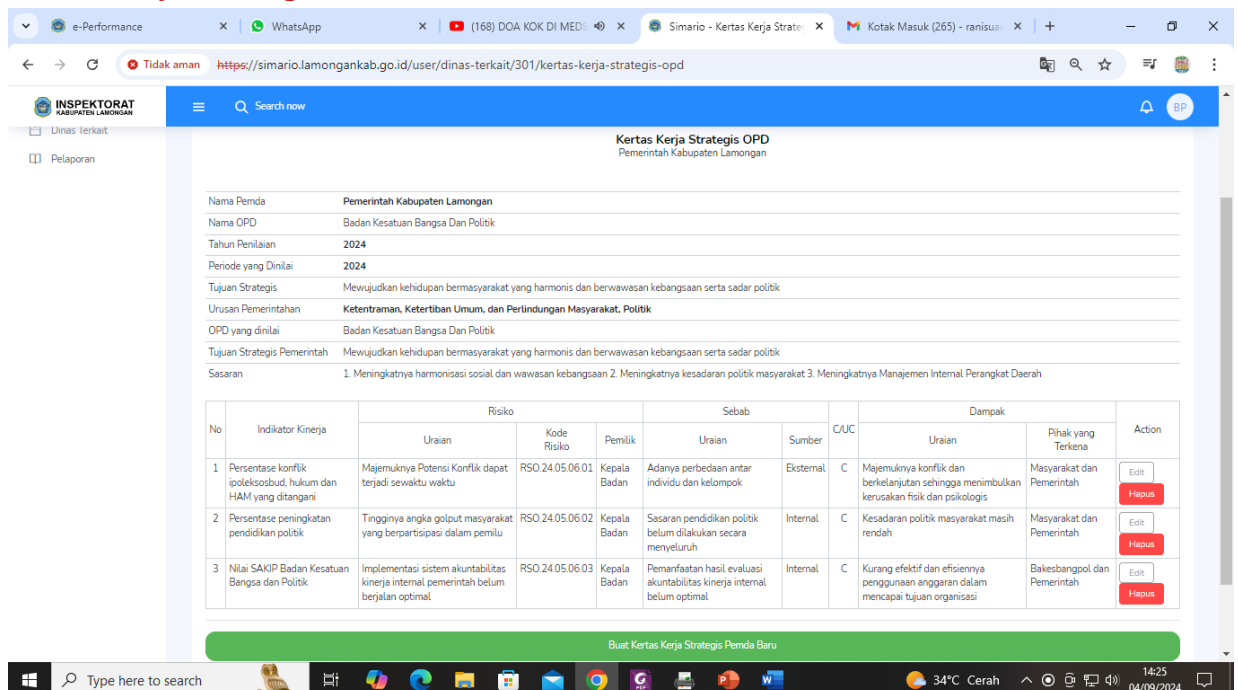 e-Performance
WhatsApp
(168) DOA KOK DI MEDS
Simario - Kertas Kerja Strate
Kotak Masuk (265) - ranisua
Tidak aman https://simario.lamongankab.go.id/user/dinas-terkait/301/kertas-kerja-strategis-opd
INSPEKTORAT
KABUPATEN LAMONGAN
Search now
BP
Dinas Terkait
Pelaporan
Kertas Kerja Strategis OPD
Pemerintah Kabupaten Lamongan
Nama Pemda Pemerintah Kabupaten Lamongan
Nama OPD Badan Kesatuan Bangsa Dan Politik
Tahun Penilaian 2024
Periode yang Dinilai 2024
Tujuan Strategis Mewujudkan kehidupan bermasyarakat yang harmonis dan berwawasan kebangsaan serta sadar politik
Urusan Pemerintahan Ketentraman, Ketertiban Umum, dan Perlindungan Masyarakat, Politik
OPD yang dinilai Badan Kesatuan Bangsa Dan Politik
Tujuan Strategis Pemerintah Mewujudkan kehidupan bermasyarakat yang harmonis dan berwawasan kebangsaan serta sadar politik
Sasaran 1. Meningkatnya harmonisasi sosial dan wawasan kebangsaan 2. Meningkatnya kesadaran politik masyarakat 3. Meningkatnya Manajemen Internal Perangkat Daerah
No Indikator Kinerja Risiko Sebab C/UC Dampak Action
Uraian Kode Risiko Pemilik Uraian Sumber Uraian Pihak yang Terkena
1 Persentase konflik Majemuknya Potensi Konflik dapat RSO.24.05.06.01 Kepala Adanya perbedaan antar Eksternal C Majemuknya konflik dan Masyarakat dan Edit
ipoleksosbud, hukum dan terjadi sewaktu waktu Badan individu dan kelompok berkelanjutan sehingga menimbulkan Pemerintah
HAM yang ditangani kerusakan fisik dan psikologis Hapus
2 Persentase peningkatan Tingginya angka golput masyarakat RSO.24.05.06.02 Kepala Sasaran pendidikan politik Internal C Kesadaran politik masyarakat masih Masyarakat dan Edit
pendidikan politik yang berpartisipasi dalam pemilu Badan belum dilakukan secara rendah Pemerintah
menyeluruh Hapus
3 Nilai SAKIP Badan Kesatuan Implementasi sistem akuntabilitas RSO.24.05.06.03 Kepala Pemanfaatan hasil evaluasi Internal C Kurang efektif dan efisiennya Bakesbangpol dan Edit
Bangsa dan Politik kinerja internal pemerintah belum Badan akuntabilitas kinerja internal penggunaan anggaran dalam Pemerintah
berjalan optimal belum optimal mencapai tujuan organisasi Hapus
Buat Kertas Kerja Strategis Pemda Baru
Type here to search
34°C Cerah
14:25
04/09/2024